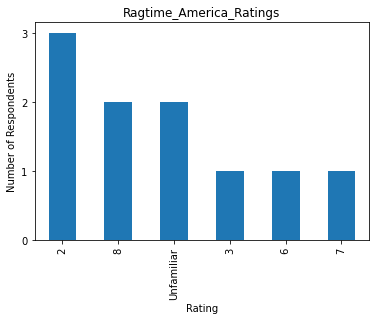 Ragtime_America_Ratings
Number of Respondents
3
2
1
0
2
8
Unfamiliar
3
6
7
Rating